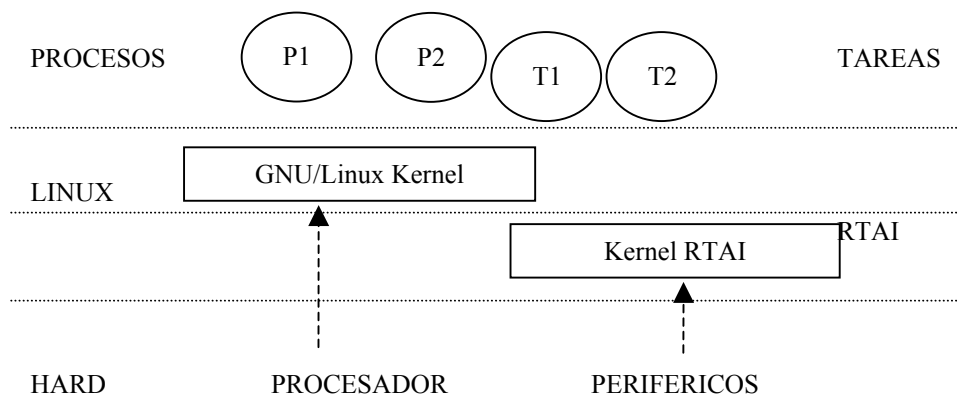 PROCESOS
P1
P2
T1
T2
TAREAS
GNU/Linux Kernel
LINUX
RTAI
Kernel RTAI
HARD
PROCESADOR
PERIFERICOS